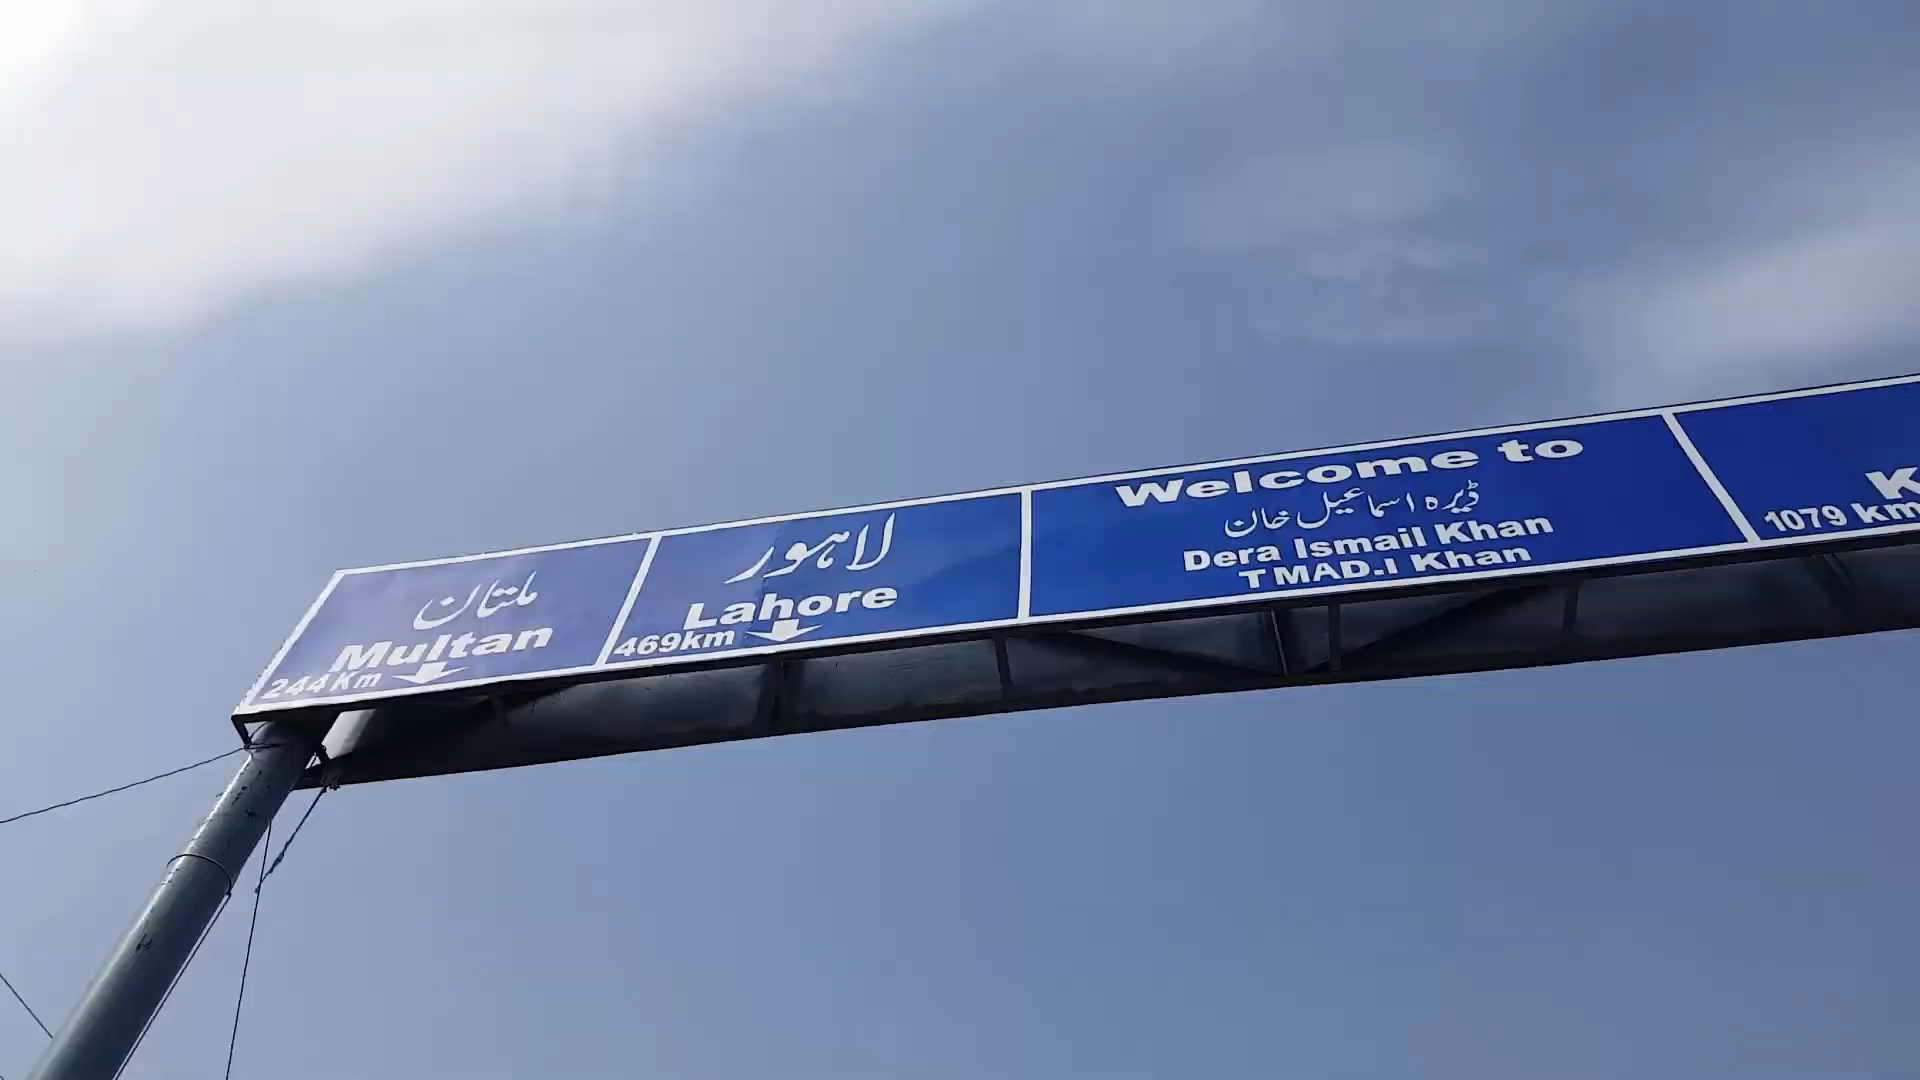 ملتان
Multan
244Km
لاہور
Lahore
469km
Welcome to
ڈیرہ اسماعیل خان
Dera Ismail Khan
TMAD.I Khan
K
1079 km